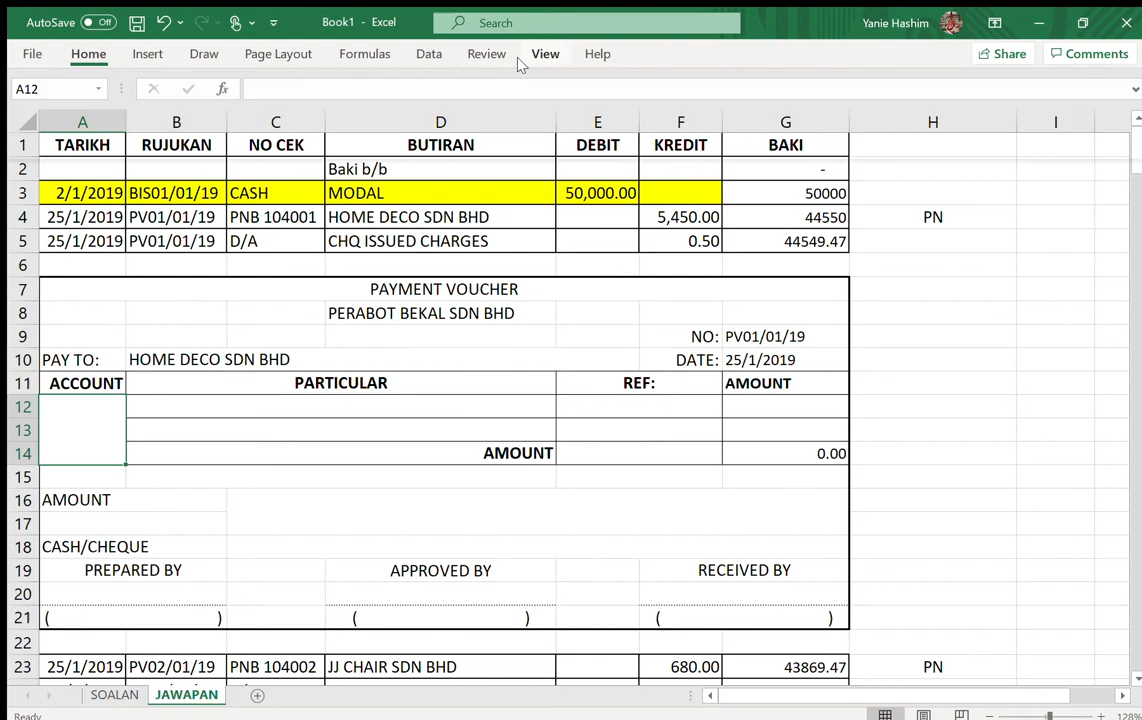 AutoSave Off Book1 - Excel Search Yanie Hashim
File Home Insert Draw Page Layout Formulas Data Review View Help Share Comments
A12 fx
A B C D E F G H I
1 TARIKH RUJUKAN NO CEK BUTIRAN DEBIT KREDIT BAKI
2 Baki b/b -
3 2/1/2019 BIS01/01/19 CASH MODAL 50,000.00 50000
4 25/1/2019 PV01/01/19 PNB 104001 HOME DECO SDN BHD 5,450.00 44550 PN
5 25/1/2019 PV01/01/19 D/A CHQ ISSUED CHARGES 0.50 44549.47
6
7 PAYMENT VOUCHER
8 PERABOT BEKAL SDN BHD
9 NO: PV01/01/19
10 PAY TO: HOME DECO SDN BHD DATE: 25/1/2019
11 ACCOUNT PARTICULAR REF: AMOUNT
12
13
14 AMOUNT 0.00
15
16 AMOUNT
17
18 CASH/CHEQUE
19 PREPARED BY APPROVED BY RECEIVED BY
20
21 ( ) ( ) ( )
22
23 25/1/2019 PV02/01/19 PNB 104002 JJ CHAIR SDN BHD 680.00 43869.47 PN
SOALAN JAWAPAN
Ready 128%